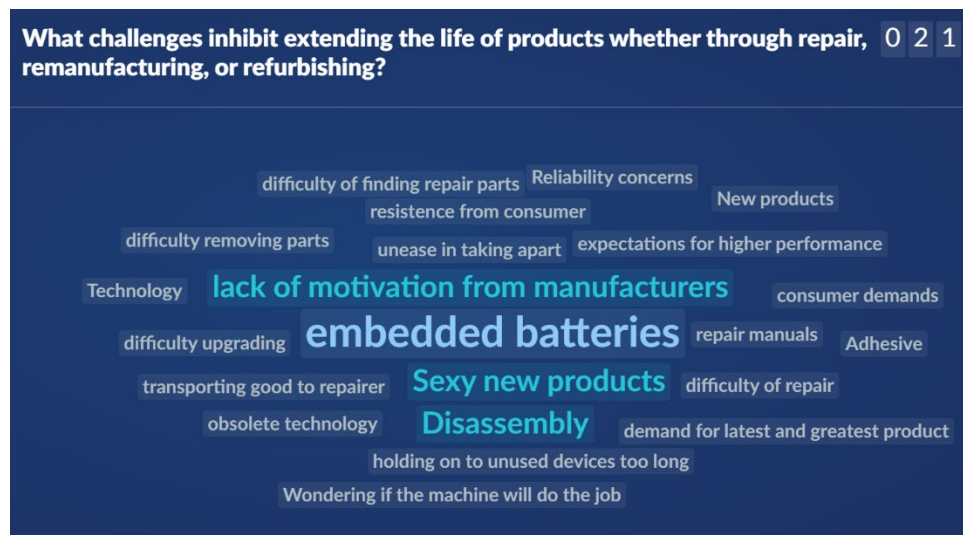 What challenges inhibit extending the life of products whether through repair, 0 2 1
remanufacturing, or refurbishing?
difficulty of finding repair parts Reliability concerns
New products
resistence from consumer
difficulty removing parts unease in taking apart expectations for higher performance
Technology lack of motivation from manufacturers consumer demands
difficulty upgrading embedded batteries repair manuals Adhesive
transporting good to repairer Sexy new products difficulty of repair
obsolete technology Disassembly demand for latest and greatest product
holding on to unused devices too long
Wondering if the machine will do the job